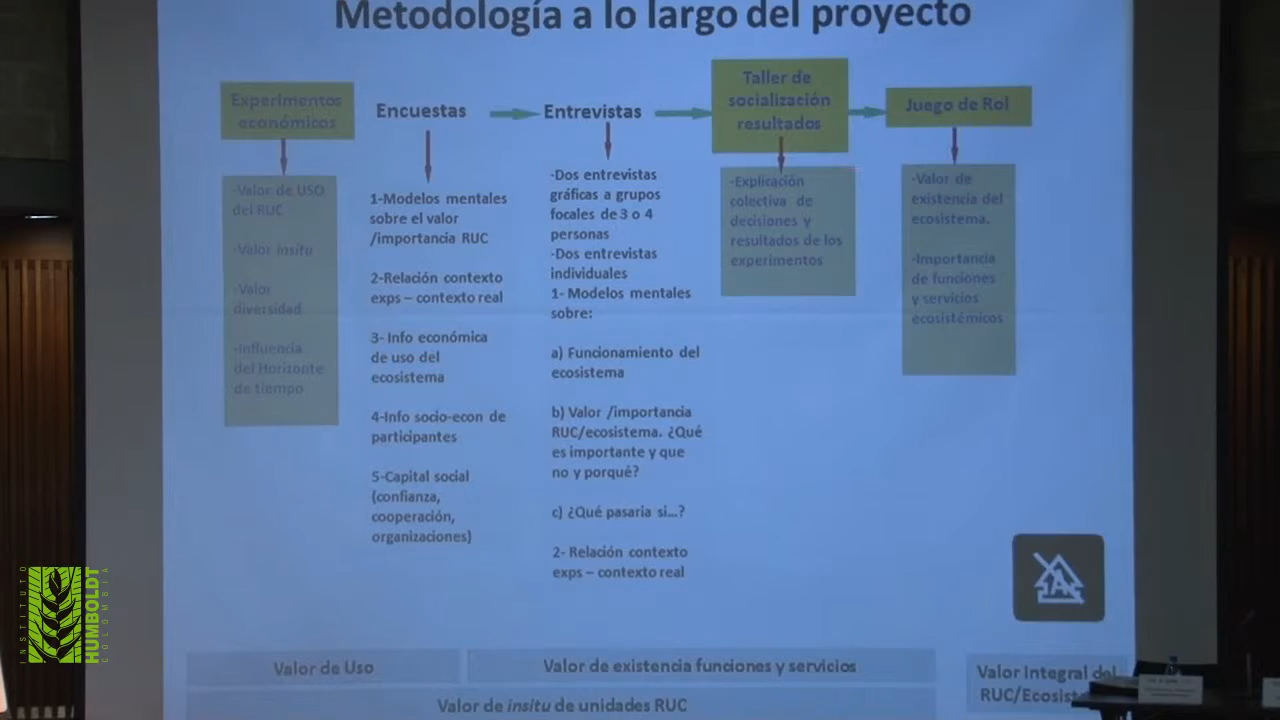 Metodología a lo largo del proyecto
Experimentos
económicos
Encuestas
Entrevistas
Taller de
socialización
resultados
Juego de Rol
-Valor de USO
del RUC
-Valor insitu
-Valor
diversidad
-Influencia
del Horizonte
de tiempo
1-Modelos mentales
sobre el valor
/importancia RUC
2-Relación contexto
exps – contexto real
3- Info económica
de uso del
ecosistema
4-Info socio-econ de
participantes
5-Capital social
(confianza,
cooperación,
organizaciones)
-Dos entrevistas
gráficas a grupos
focales de 3 o 4
personas
-Dos entrevistas
individuales
1- Modelos mentales
sobre:
a) Funcionamiento del
ecosistema
b) Valor /importancia
RUC/ecosistema. ¿Qué
es importante y que
no y porqué?
c) ¿Qué pasaria si...?
2- Relación contexto
exps – contexto real
-Explicación
colectiva de
decisiones y
resultados de los
experimentos
-Valor de
existencia del
ecosistema.
-Importancia
de funciones
y servicios
ecosistémicos
Valor de Uso
Valor de existencia funciones y servicios
Valor Integral del
RUC/Ecosist
Valor de insitu de unidades RUC
INSTITUTO
HUMBOLDT
COLOMBIA